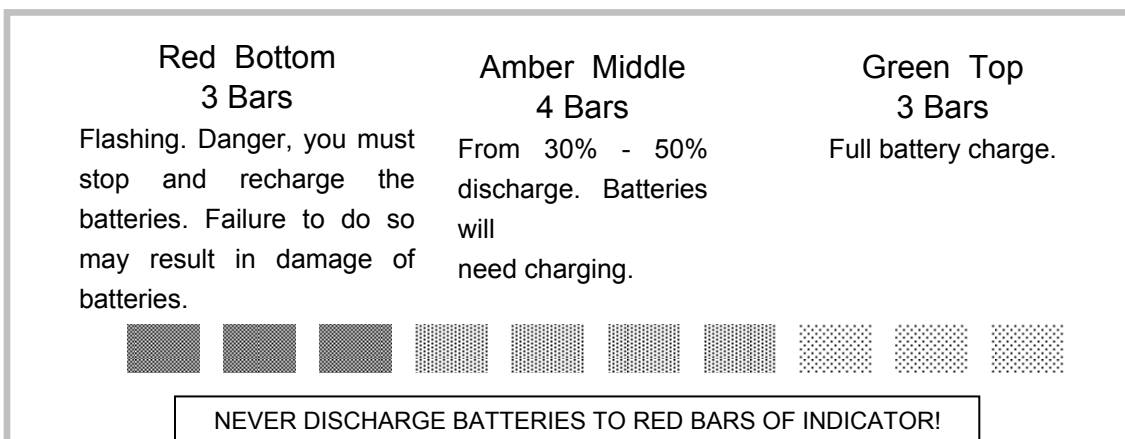 Red Bottom
3 Bars
Flashing. Danger, you must
stop and recharge the
batteries. Failure to do so
may result in damage of
batteries.
Amber Middle
4 Bars
From 30% - 50%
discharge. Batteries
will
need charging.
Green Top
3 Bars
Full battery charge.
NEVER DISCHARGE BATTERIES TO RED BARS OF INDICATOR!